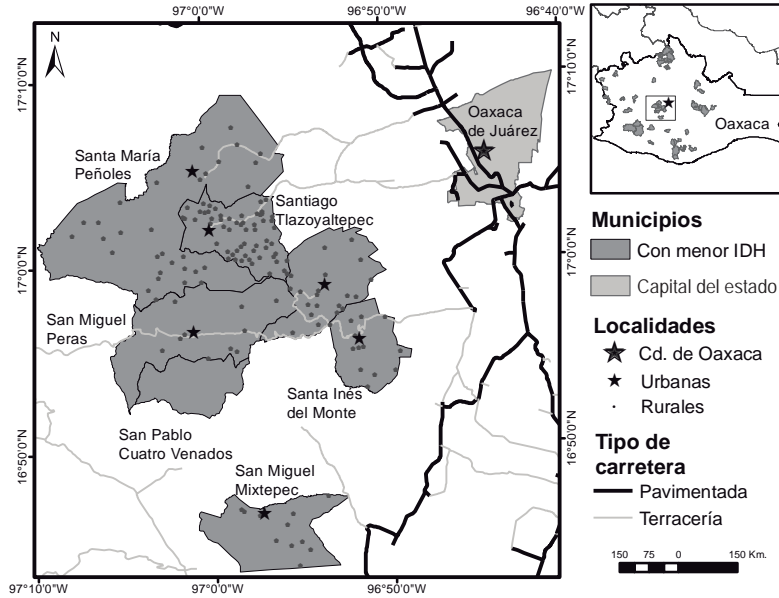 97°0'0"W
96°50'0"W
96°40'0"W
N
17°10'0"N
17°0'0"N
16°50'0"N
Santa María
Peñoles
Oaxaca
de Juárez
Santiago
Tlazoyaltepec
San Miguel
Peras
Santa Inés
del Monte
San Pablo
Cuatro Venados
San Miguel
Mixtepec
17°10'0"N
17°0'0"N
16°50'0"N
97°10'0"W
97°0'0"W
96°50'0"W
Oaxaca
Municipios
Con menor IDH
Capital del estado
Localidades
Cd. de Oaxaca
Urbanas
Rurales
Tipo de
carretera
Pavimentada
Terracería
150 75 0 150 Km.